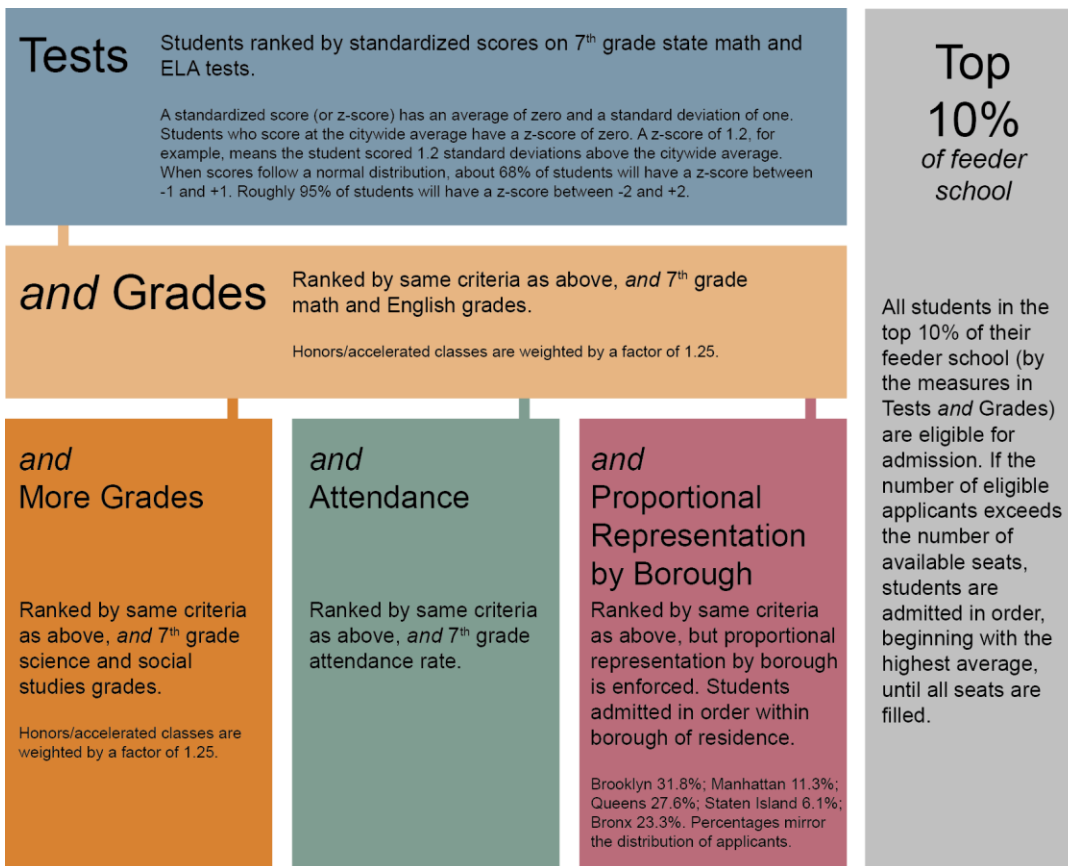 Tests
Students ranked by standardized scores on 7th grade state math and
ELA tests.
A standardized score (or z-score) has an average of zero and a standard deviation of one.
Students who score at the citywide average have a z-score of zero. A z-score of 1.2, for
example, means the student scored 1.2 standard deviations above the citywide average.
When scores follow a normal distribution, about 68% of students will have a z-score between
-1 and +1. Roughly 95% of students will have a z-score between -2 and +2.
and Grades
Ranked by same criteria as above, and 7th grade
math and English grades.
Honors/accelerated classes are weighted by a factor of 1.25.
and
More Grades
Ranked by same criteria
as above, and 7th grade
science and social
studies grades.
Honors/accelerated classes are
weighted by a factor of 1.25.
and
Attendance
Ranked by same criteria
as above, and 7th grade
attendance rate.
and
Proportional
Representation
by Borough
Ranked by same criteria
as above, but proportional
representation by borough
is enforced. Students
admitted in order within
borough of residence.
Brooklyn 31.8%; Manhattan 11.3%;
Queens 27.6%; Staten Island 6.1%;
Bronx 23.3%. Percentages mirror
the distribution of applicants.
Top
10%
of feeder
school
All students in the
top 10% of their
feeder school (by
the measures in
Tests and Grades)
are eligible for
admission. If the
number of eligible
applicants exceeds
the number of
available seats,
students are
admitted in order,
beginning with the
highest average,
until all seats are
filled.